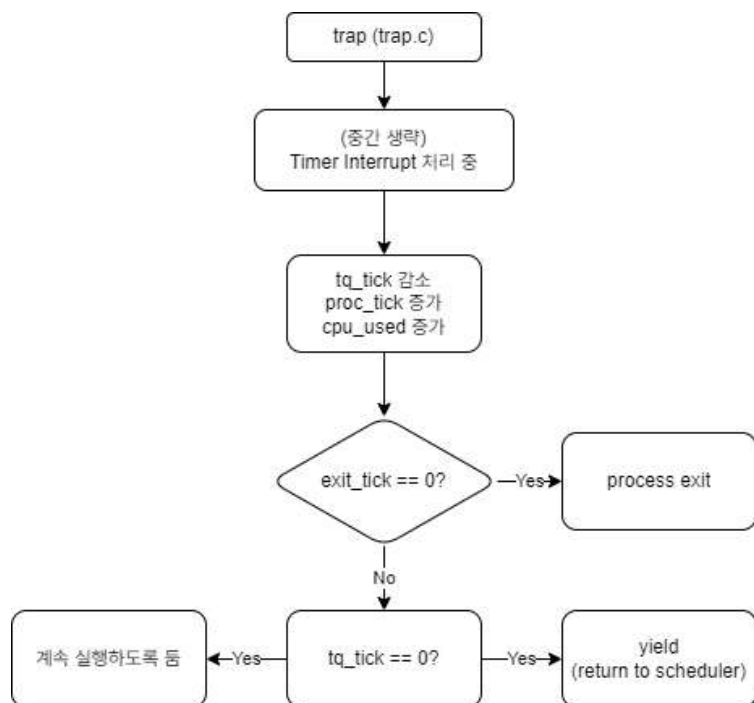 trap (trap.c)
(중간 생략)
Timer Interrupt 처리 중
tq_tick 감소
proc_tick 증가
cpu_used 증가
exit_tick == 0?
Yes
process exit
No
계속 실행하도록 둠
Yes
tq_tick == 0?
Yes
yield
(return to scheduler)